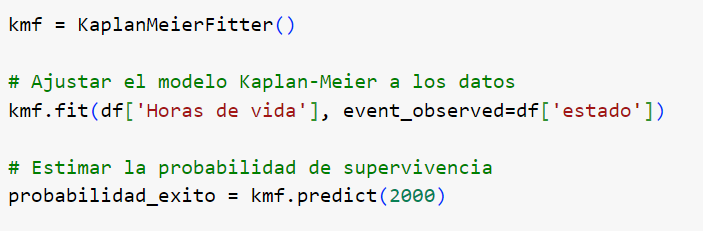 kmf = KaplanMeierFitter()
# Ajustar el modelo Kaplan-Meier a los datos
kmf.fit(df['Horas de vida'], event_observed=df['estado'])
# Estimar la probabilidad de supervivencia
probabilidad_exito = kmf.predict(2000)